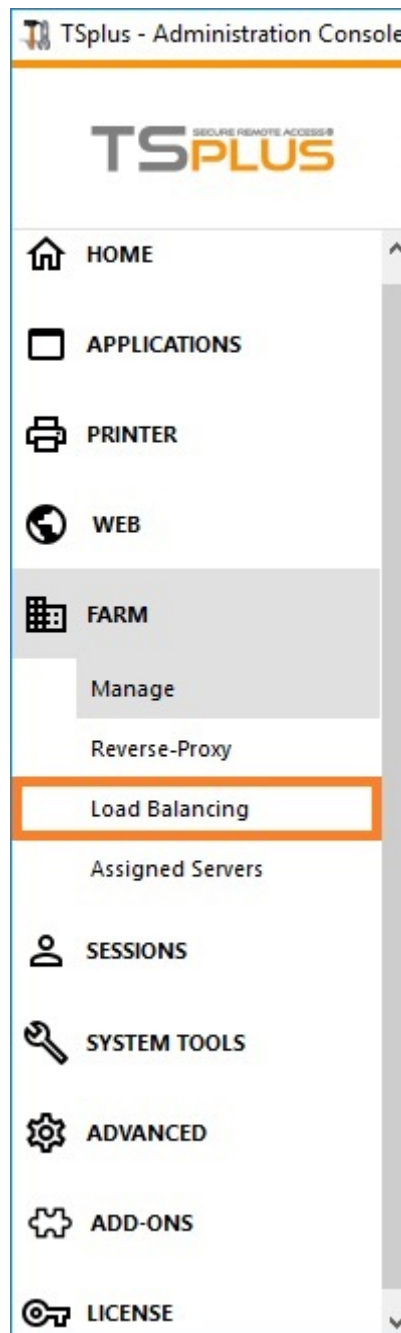 TSplus - Administration Console
TSPLUS
SECURE REMOTE ACCESS®
HOME
APPLICATIONS
PRINTER
WEB
FARM
Manage
Reverse-Proxy
Load Balancing
Assigned Servers
SESSIONS
SYSTEM TOOLS
ADVANCED
ADD-ONS
LICENSE